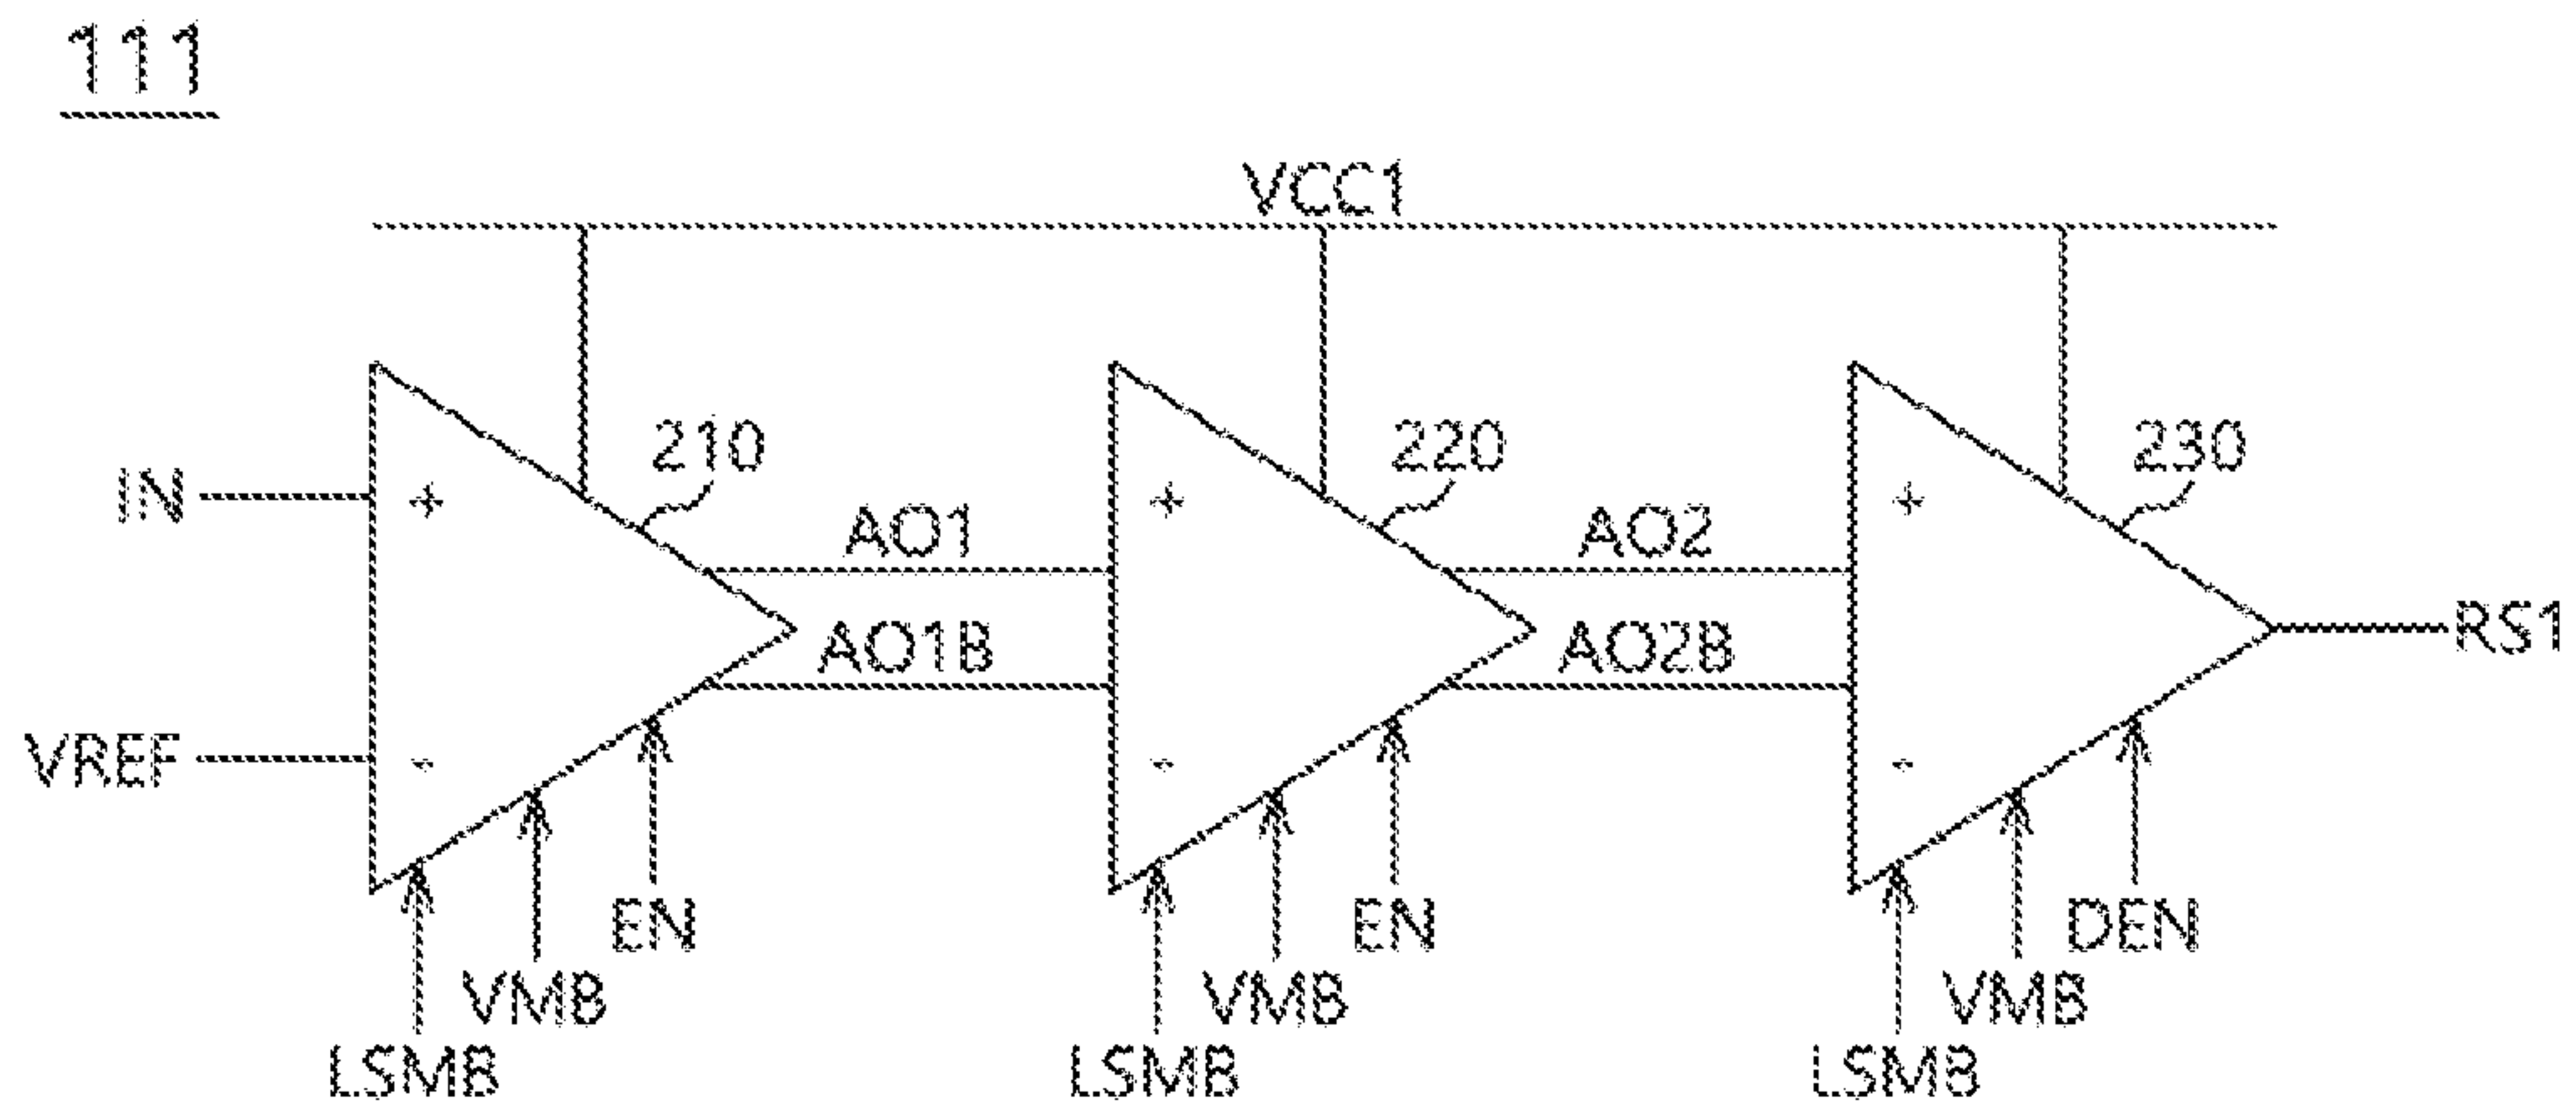 111
VCC1
210
220
230
IN
+
+
+
AO1
AO2
RS1
AO1B
AO2B
VREF
-
-
-
EN
EN
DEN
VMB
VMB
VMB
LSMB
LSMB
LSMB